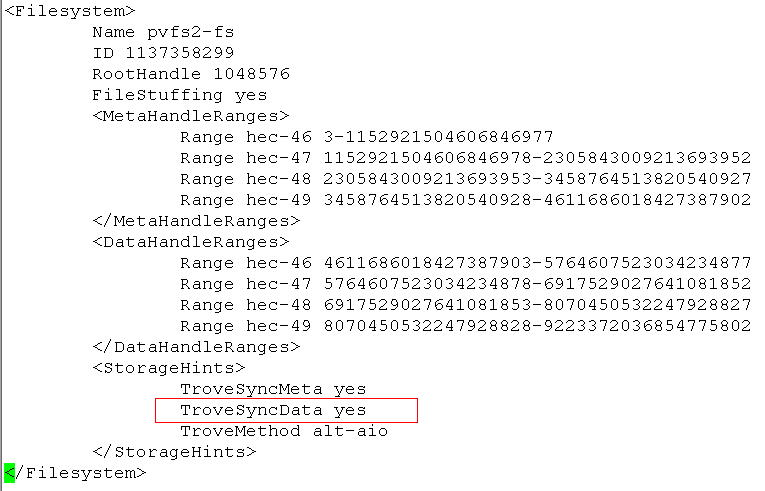 <Filesystem>
Name pvfs2-fs
ID 1137358299
RootHandle 1048576
FileStuffing yes
<MetaHandleRanges>
Range hec-46 3-1152921504606846977
Range hec-47 1152921504606846978-2305843009213693952
Range hec-48 2305843009213693953-3458764513820540927
Range hec-49 3458764513820540928-4611686018427387902
</MetaHandleRanges>
<DataHandleRanges>
Range hec-46 4611686018427387903-5764607523034234877
Range hec-47 5764607523034234878-6917529027641081852
Range hec-48 6917529027641081853-8070450532247928827
Range hec-49 8070450532247928828-9223372036854775802
</DataHandleRanges>
<StorageHints>
TroveSyncMeta yes
TroveSyncData yes
TroveMethod alt-aio
</StorageHints>
</Filesystem>